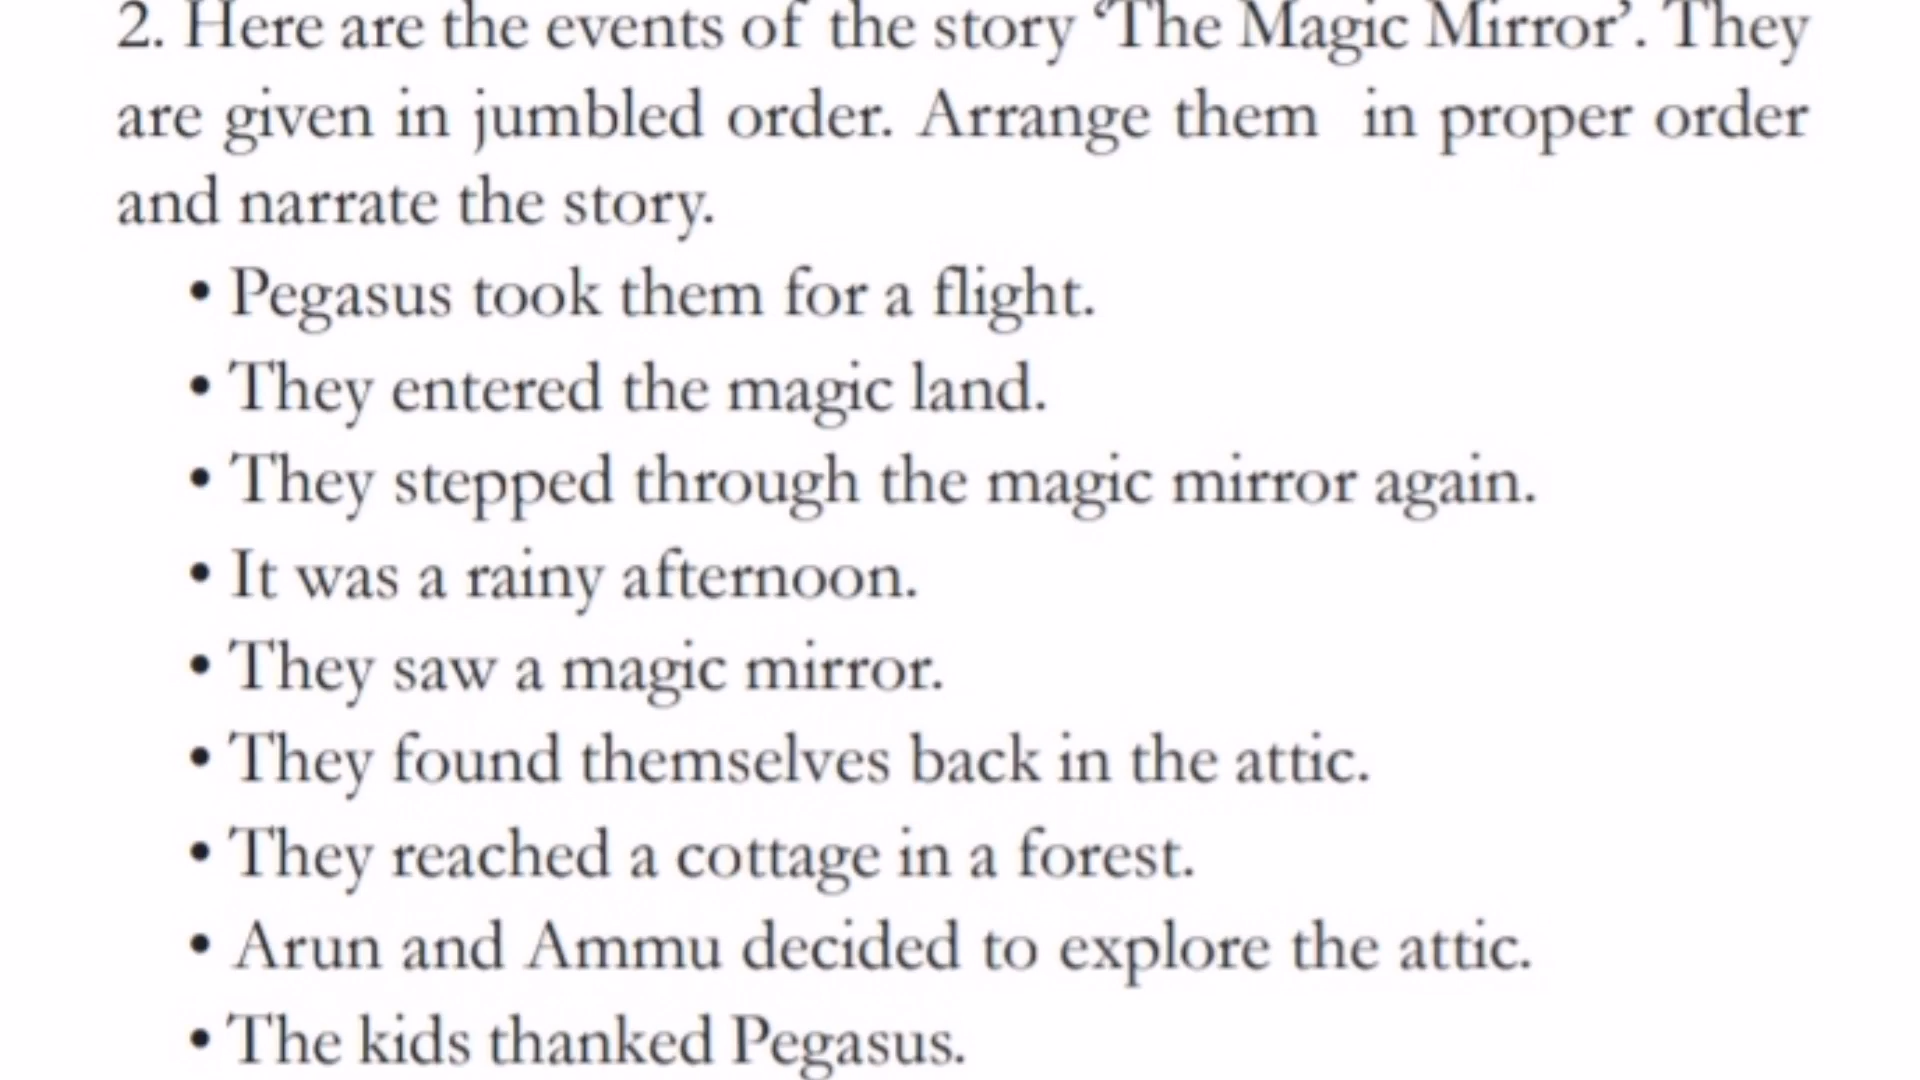 2. Here are the events of the story ‘The Magic Mirror’. They
are given in jumbled order. Arrange them in proper order
and narrate the story.
• Pegasus took them for a flight.
• They entered the magic land.
• They stepped through the magic mirror again.
• It was a rainy afternoon.
• They saw a magic mirror.
• They found themselves back in the attic.
• They reached a cottage in a forest.
• Arun and Ammu decided to explore the attic.
• The kids thanked Pegasus.